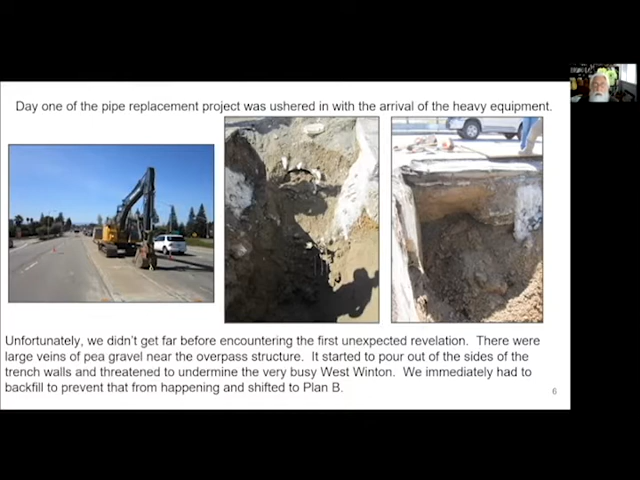 Day one of the pipe replacement project was ushered in with the arrival of the heavy equipment.
Unfortunately, we didn't get far before encountering the first unexpected revelation. There were
large veins of pea gravel near the overpass structure. It started to pour out of the sides of the
trench walls and threatened to undermine the very busy West Winton. We immediately had to
backfill to prevent that from happening and shifted to Plan B.
6